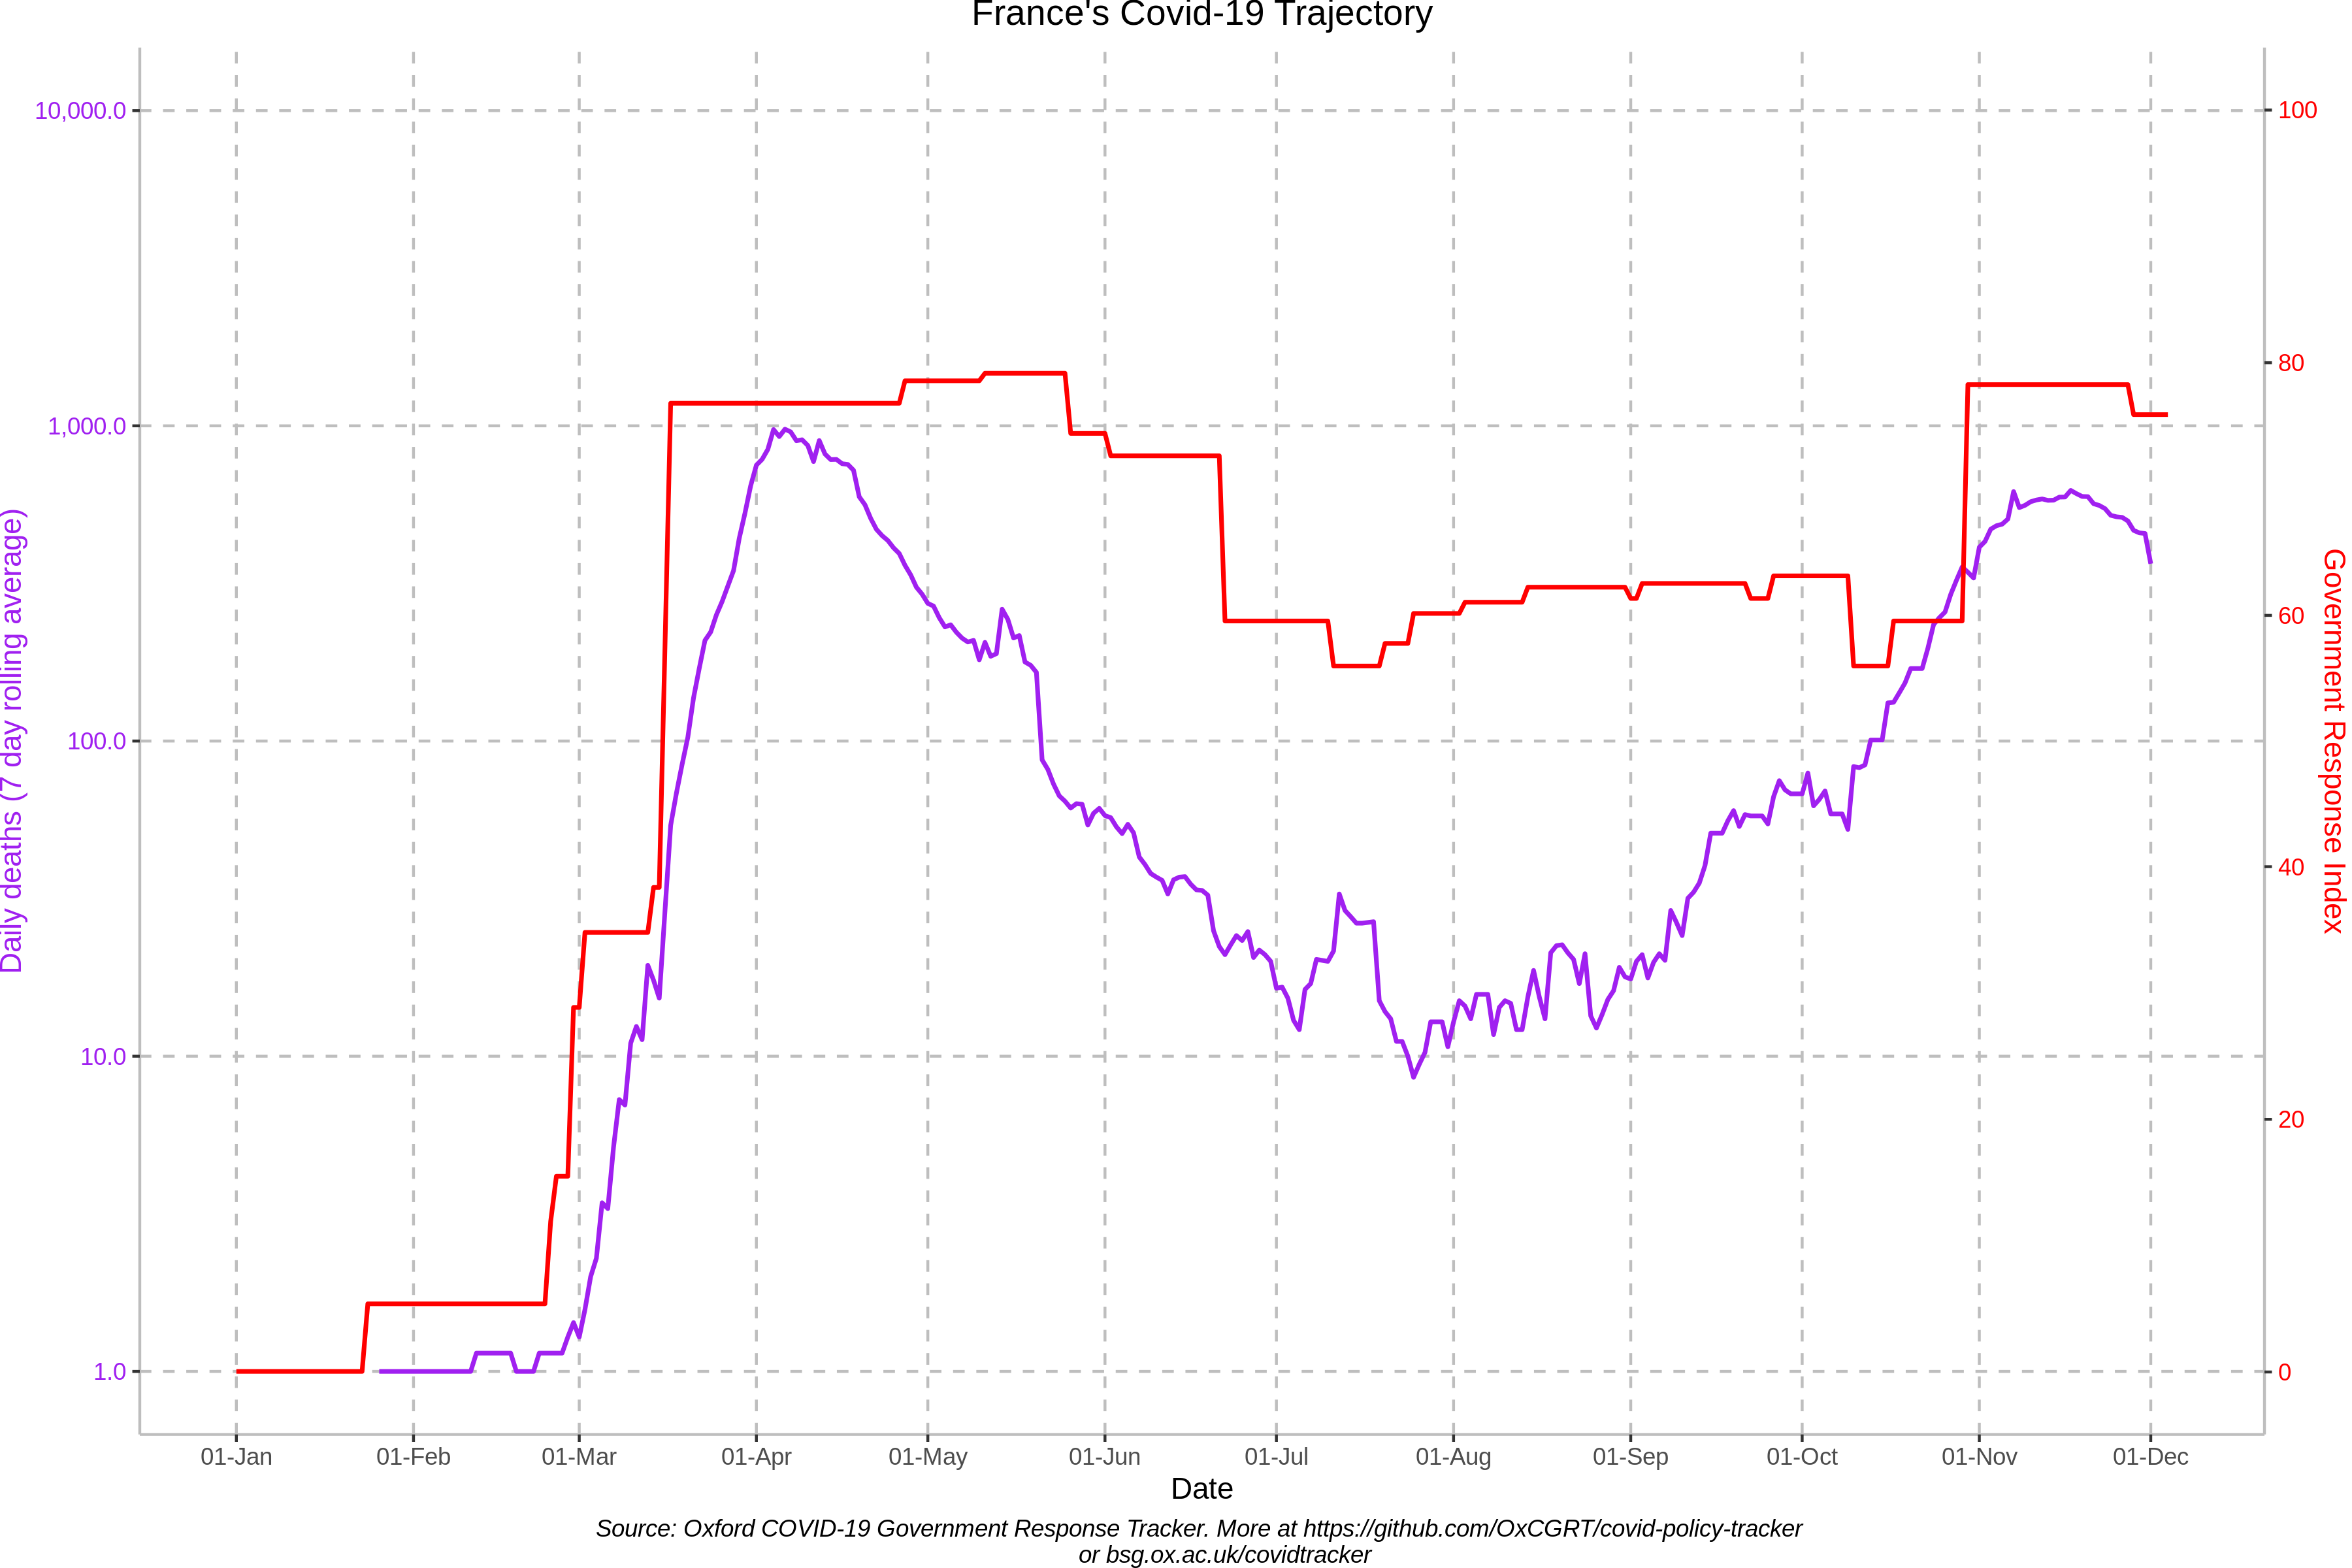 France's Covid-19 Trajectory
10,000.0
1,000.0
100.0
10.0
1.0
Daily deaths (7 day rolling average)
100
80
60
40
20
0
Government Response Index
01-Jan 01-Feb 01-Mar 01-Apr 01-May 01-Jun 01-Jul 01-Aug 01-Sep 01-Oct 01-Nov 01-Dec
Date
Source: Oxford COVID-19 Government Response Tracker. More at https://github.com/OxCGRT/covid-policy-tracker
or bsg.ox.ac.uk/covidtracker